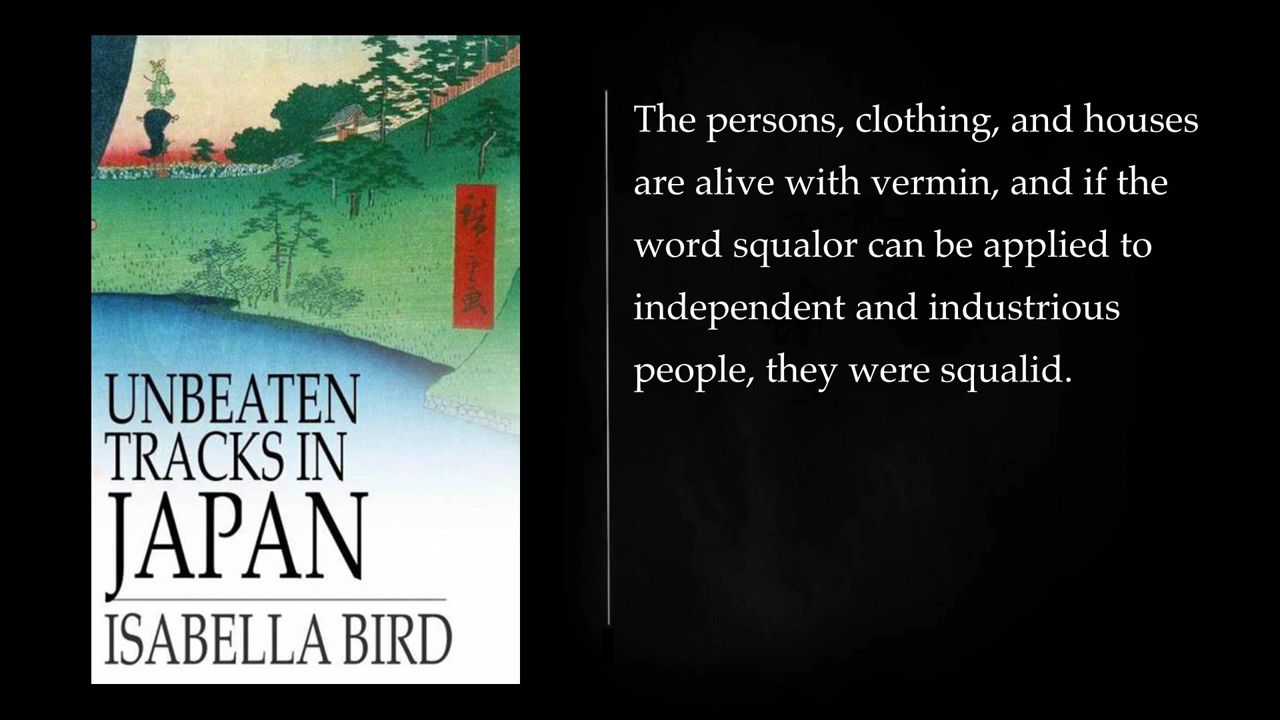 UNBEATEN
TRACKS IN
JAPAN
ISABELLA BIRD
The persons, clothing, and houses
are alive with vermin, and if the
word squalor can be applied to
independent and industrious
people, they were squalid.